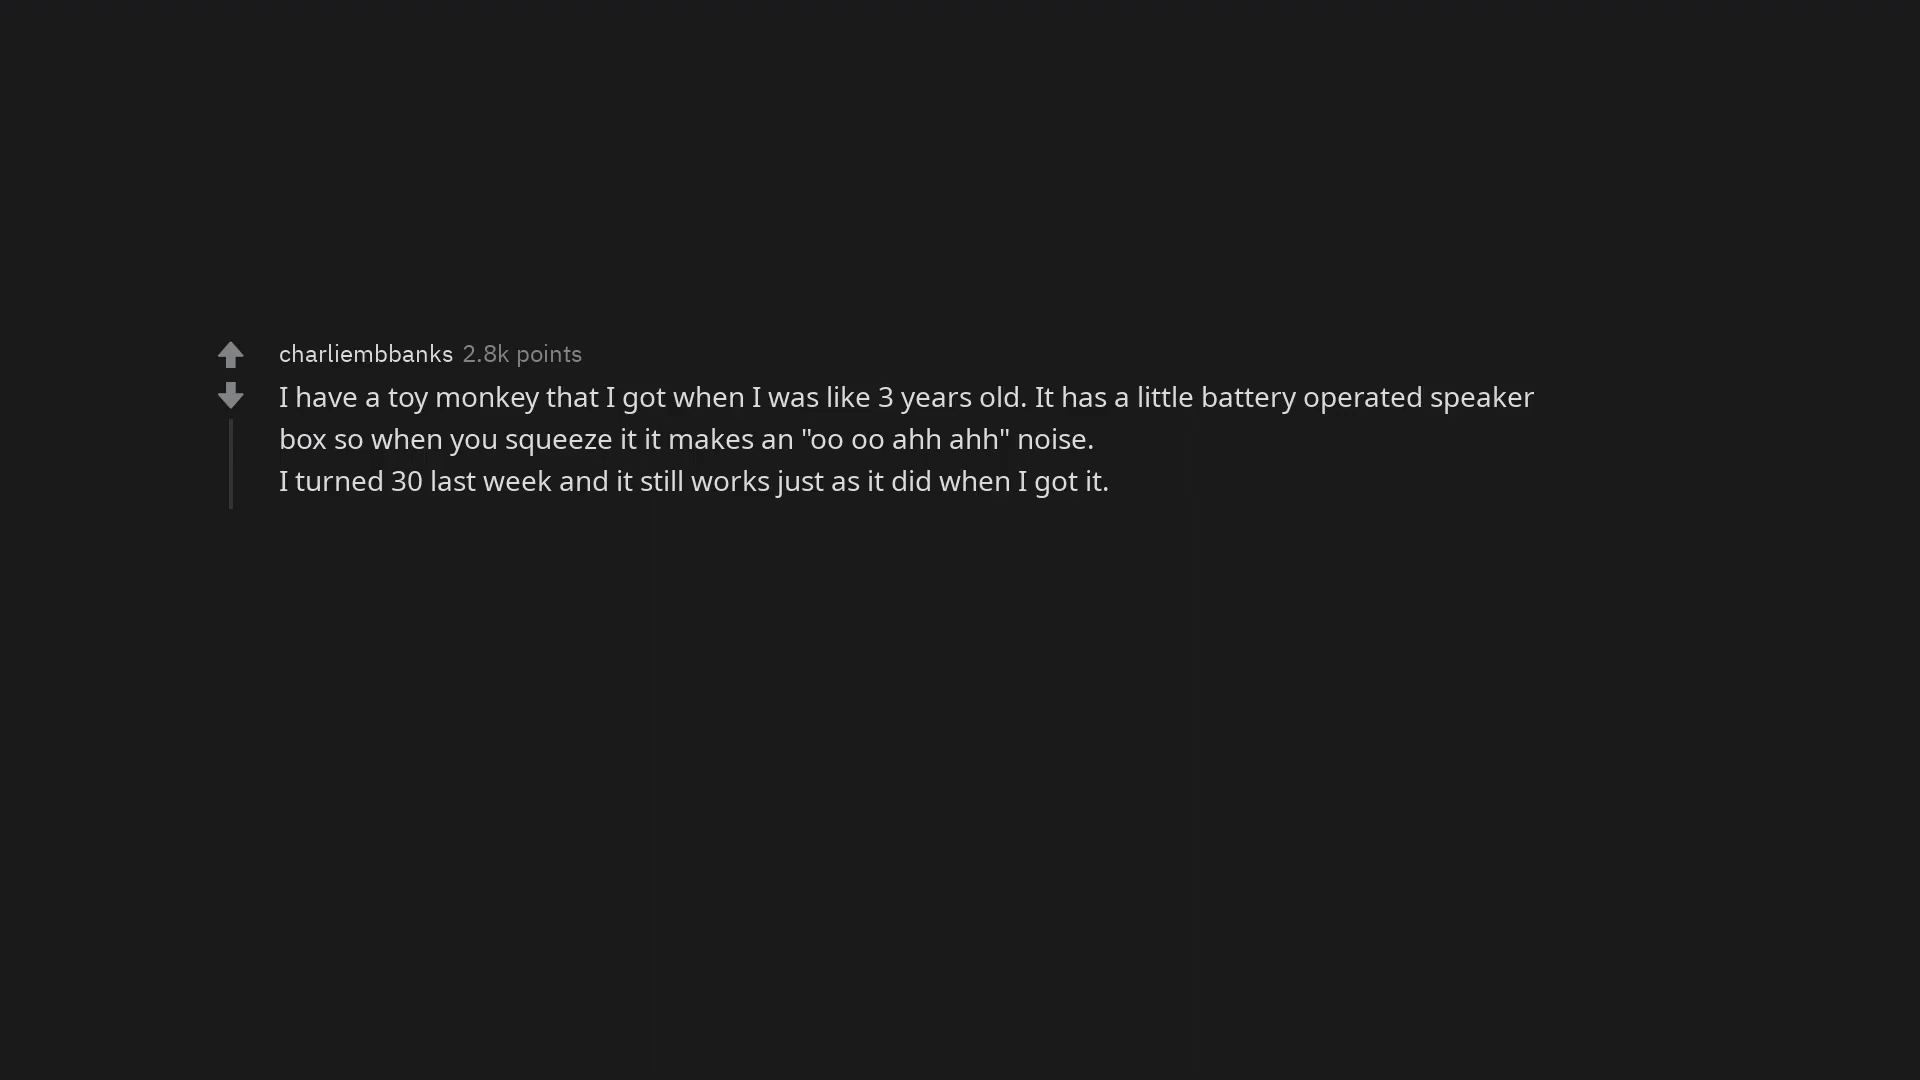 charliembbanks 2.8k points
I have a toy monkey that I got when I was like 3 years old. It has a little battery operated speaker
box so when you squeeze it it makes an "oo oo ahh ahh" noise.
I turned 30 last week and it still works just as it did when I got it.